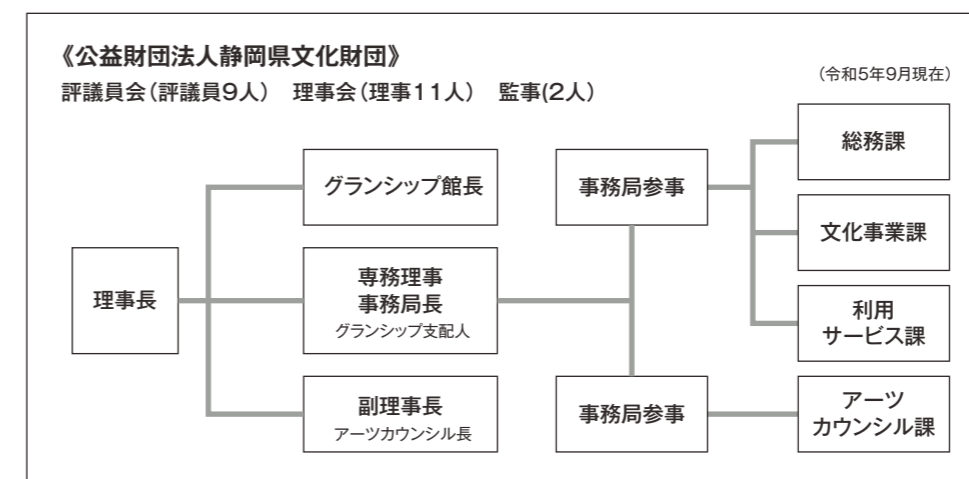 《公益財団法人静岡県文化財団》
評議員会（評議員9人）　理事会（理事11人）　監事(2人）
（令和5年9月現在）
理事長
グランシップ館長
専務理事
事務局長
グランシップ支配人
副理事長
アーツカウンシル長
事務局参事
事務局参事
総務課
文化事業課
利用
サービス課
アーツ
カウンシル課